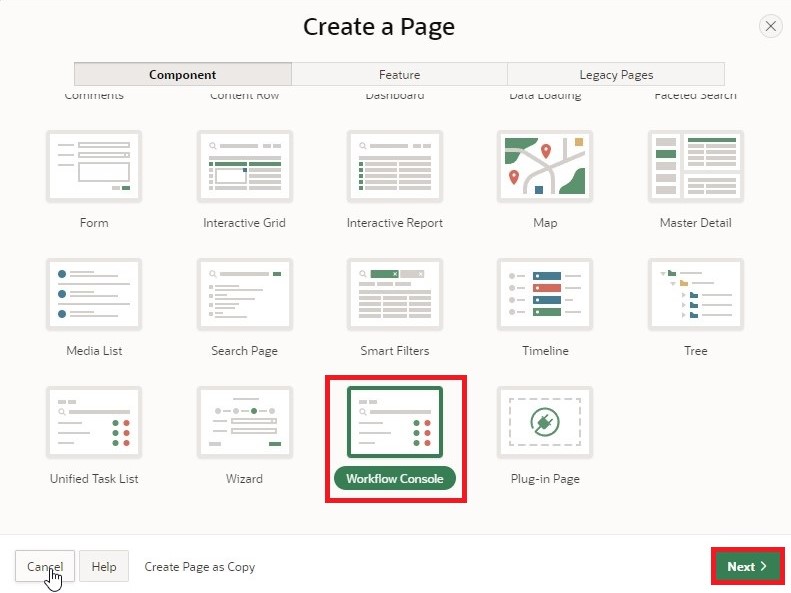 Create a Page
Component
Feature
Legacy Pages
Comments
Content Row
Dashboard
Data Loading
Faceted Search
Form
Interactive Grid
Interactive Report
Map
Master Detail
Media List
Search Page
Smart Filters
Timeline
Tree
Unified Task List
Wizard
Workflow Console
Plug-in Page
Cancel
Help
Create Page as Copy
Next